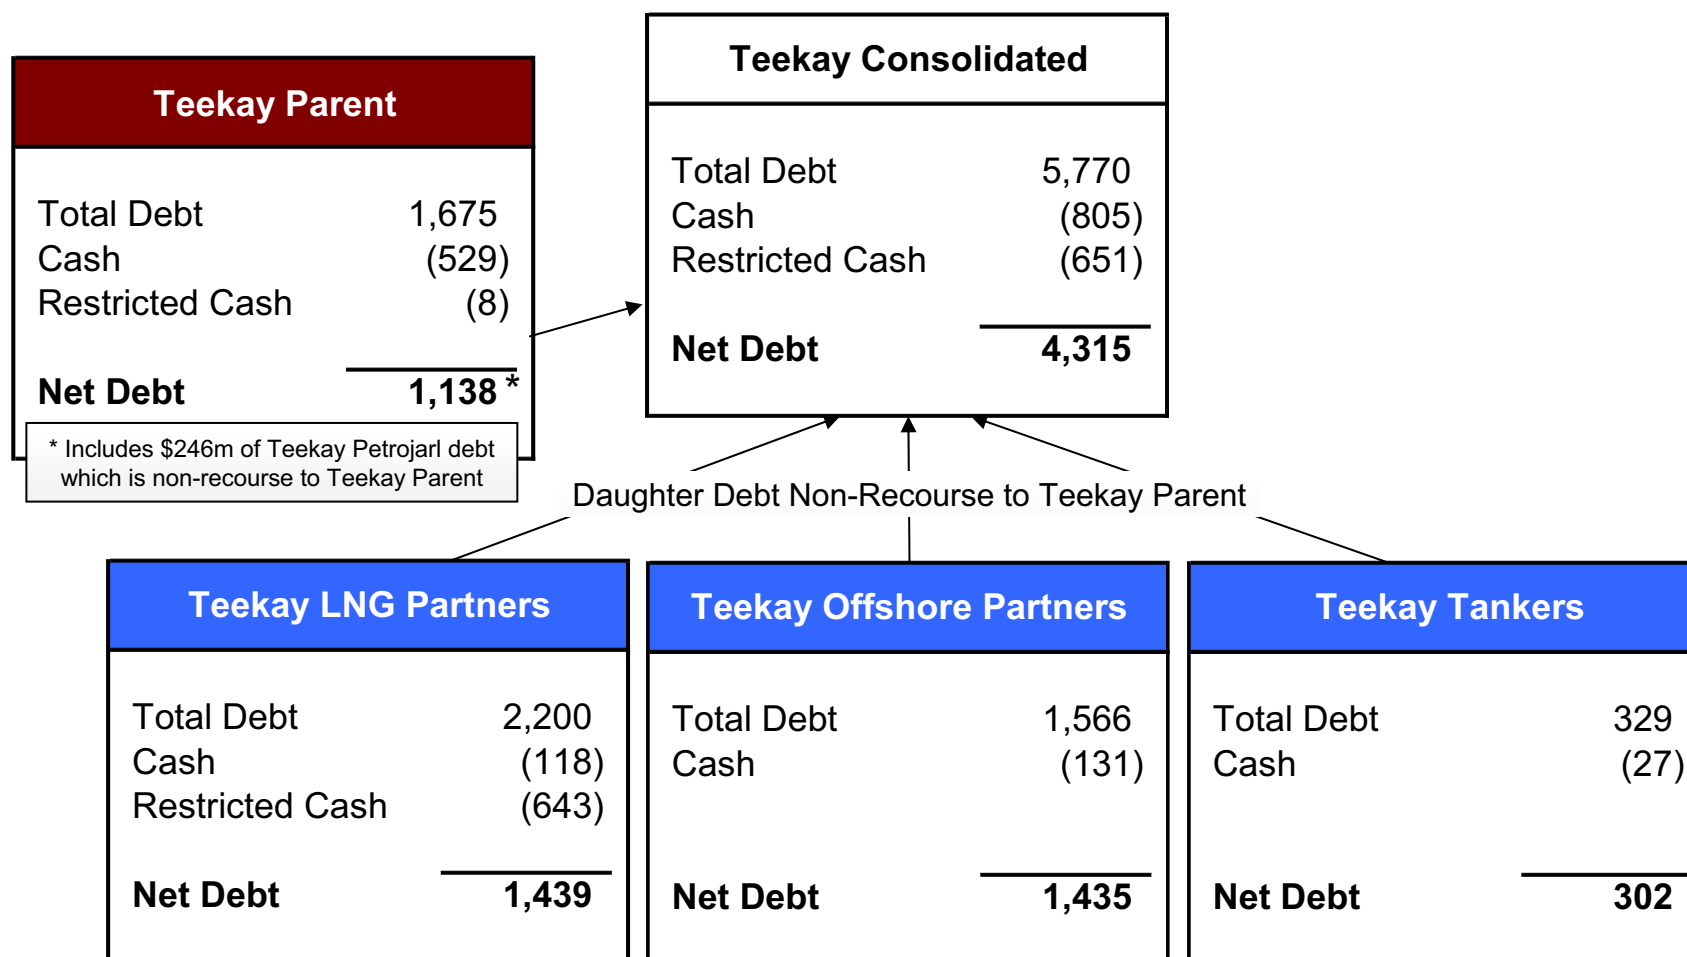 Teekay Parent
Total Debt 1,675
Cash (529)
Restricted Cash (8)
Net Debt 1,138 *
* Includes $246m of Teekay Petrojarl debt
which is non-recourse to Teekay Parent
Teekay Consolidated
Total Debt 5,770
Cash (805)
Restricted Cash (651)
Net Debt 4,315
Daughter Debt Non-Recourse to Teekay Parent
Teekay LNG Partners
Total Debt 2,200
Cash (118)
Restricted Cash (643)
Net Debt 1,439
Teekay Offshore Partners
Total Debt 1,566
Cash (131)
Net Debt 1,435
Teekay Tankers
Total Debt 329
Cash (27)
Net Debt 302